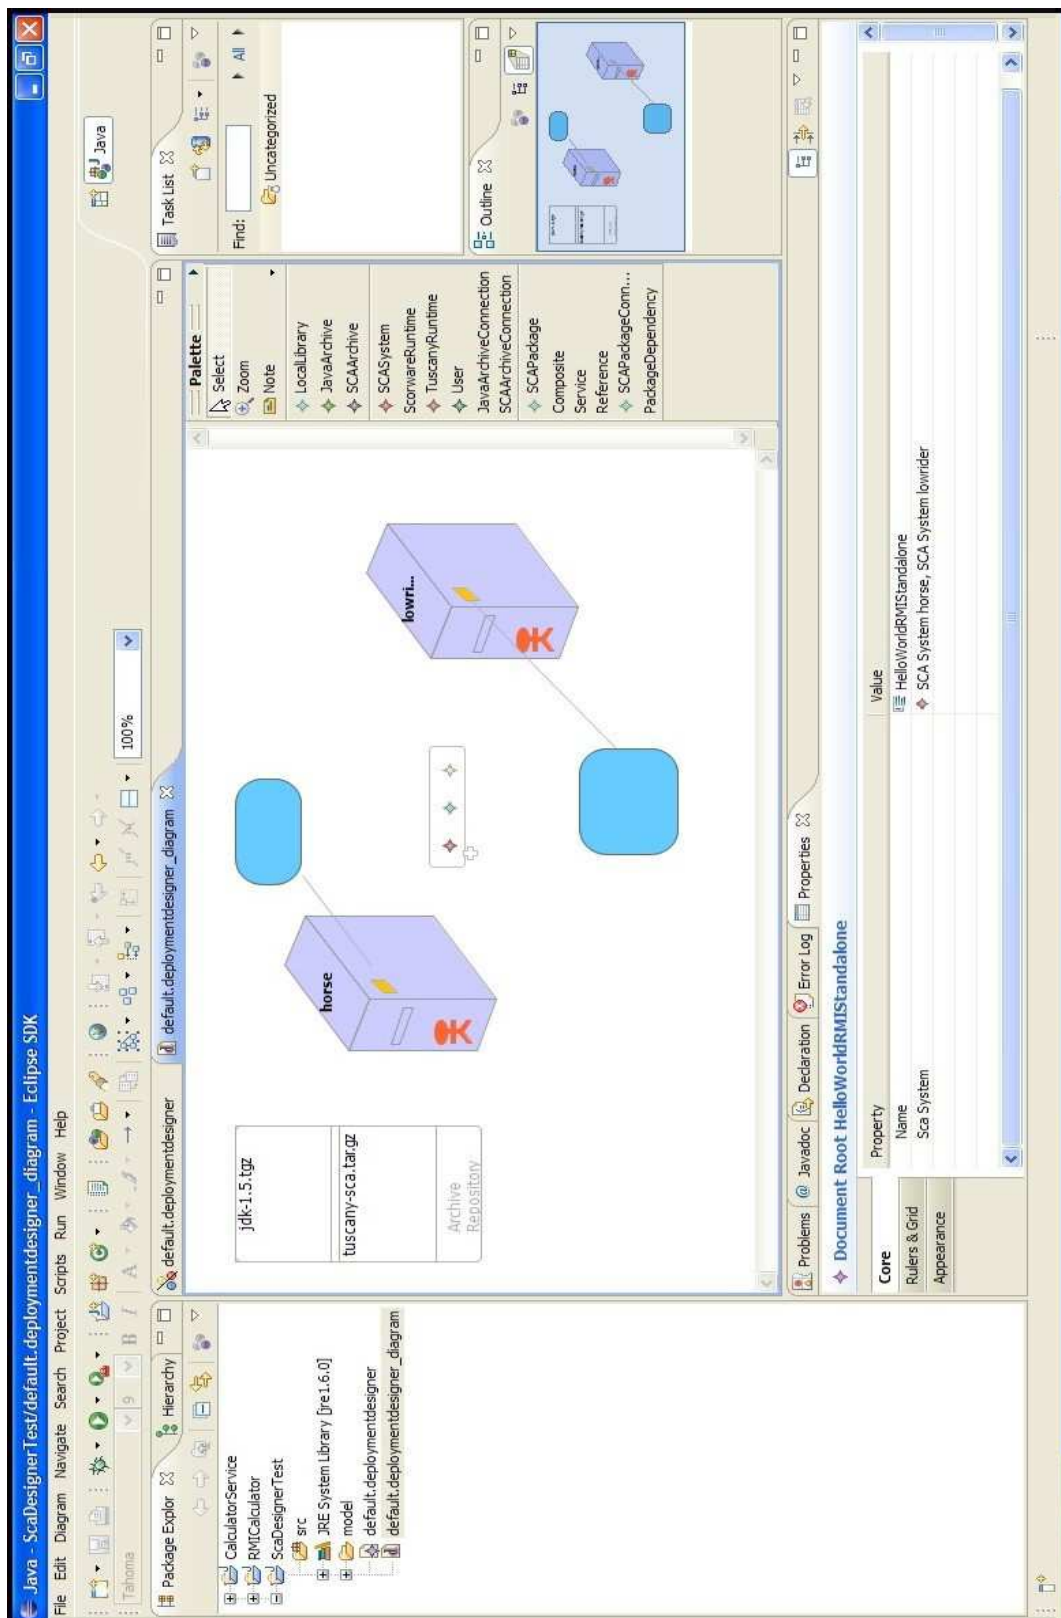 Java - ScaDesignerTest/default.deploymentdesigner_diagram - Eclipse SDK
File Edit Diagram Navigate Search Project Scripts Run Window Help
Tahoma 9 B I A 100%
Java
Package Explor Hierarchy
CalculatorService
RMICalculator
ScaDesignerTest
src
JRE System Library [jre1.6.0]
model
default.deploymentdesigner
default.deploymentdesigner_diagram
default.deploymentdesigner default.deploymentdesigner_diagram
jdk-1.5.tgz
tuscany-sca.tar.gz
Archive
Repository
horse
lowri...
Palette
Select
Zoom
Note
LocalLibrary
JavaArchive
SCAArchive
SCASystem
ScorwareRuntime
TuscanyRuntime
User
JavaArchiveConnection
SCAArchiveConnection
SCAPackage
Composite
Service
Reference
SCAPackageConn...
PackageDependency
Task List
Find: All
Uncategorized
Outline
Problems @ Javadoc Declaration Error Log Properties
Document Root HelloWorldRMIStandalone
Core
Rulers & Grid
Appearance
Property Value
Name HelloWorldRMIStandalone
Sca System SCA System horse, SCA System lowrider